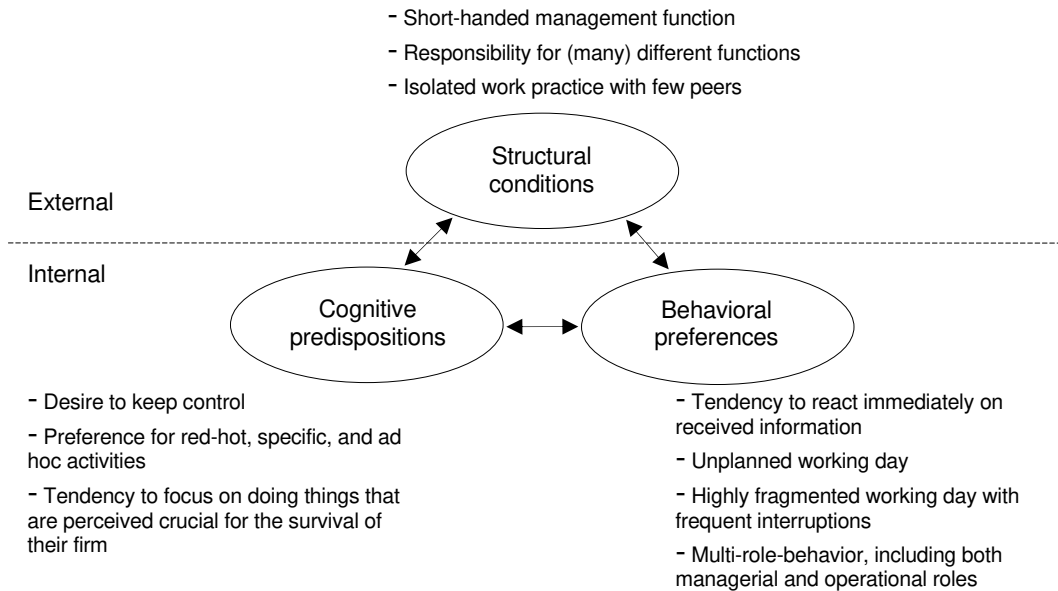 - Short-handed management function
- Responsibility for (many) different functions
- Isolated work practice with few peers
Structural
conditions
External
Internal
Cognitive
predispositions
Behavioral
preferences
- Desire to keep control
- Preference for red-hot, specific, and ad
hoc activities
- Tendency to focus on doing things that
are perceived crucial for the survival of
their firm
- Tendency to react immediately on
received information
- Unplanned working day
- Highly fragmented working day with
frequent interruptions
- Multi-role-behavior, including both
managerial and operational roles